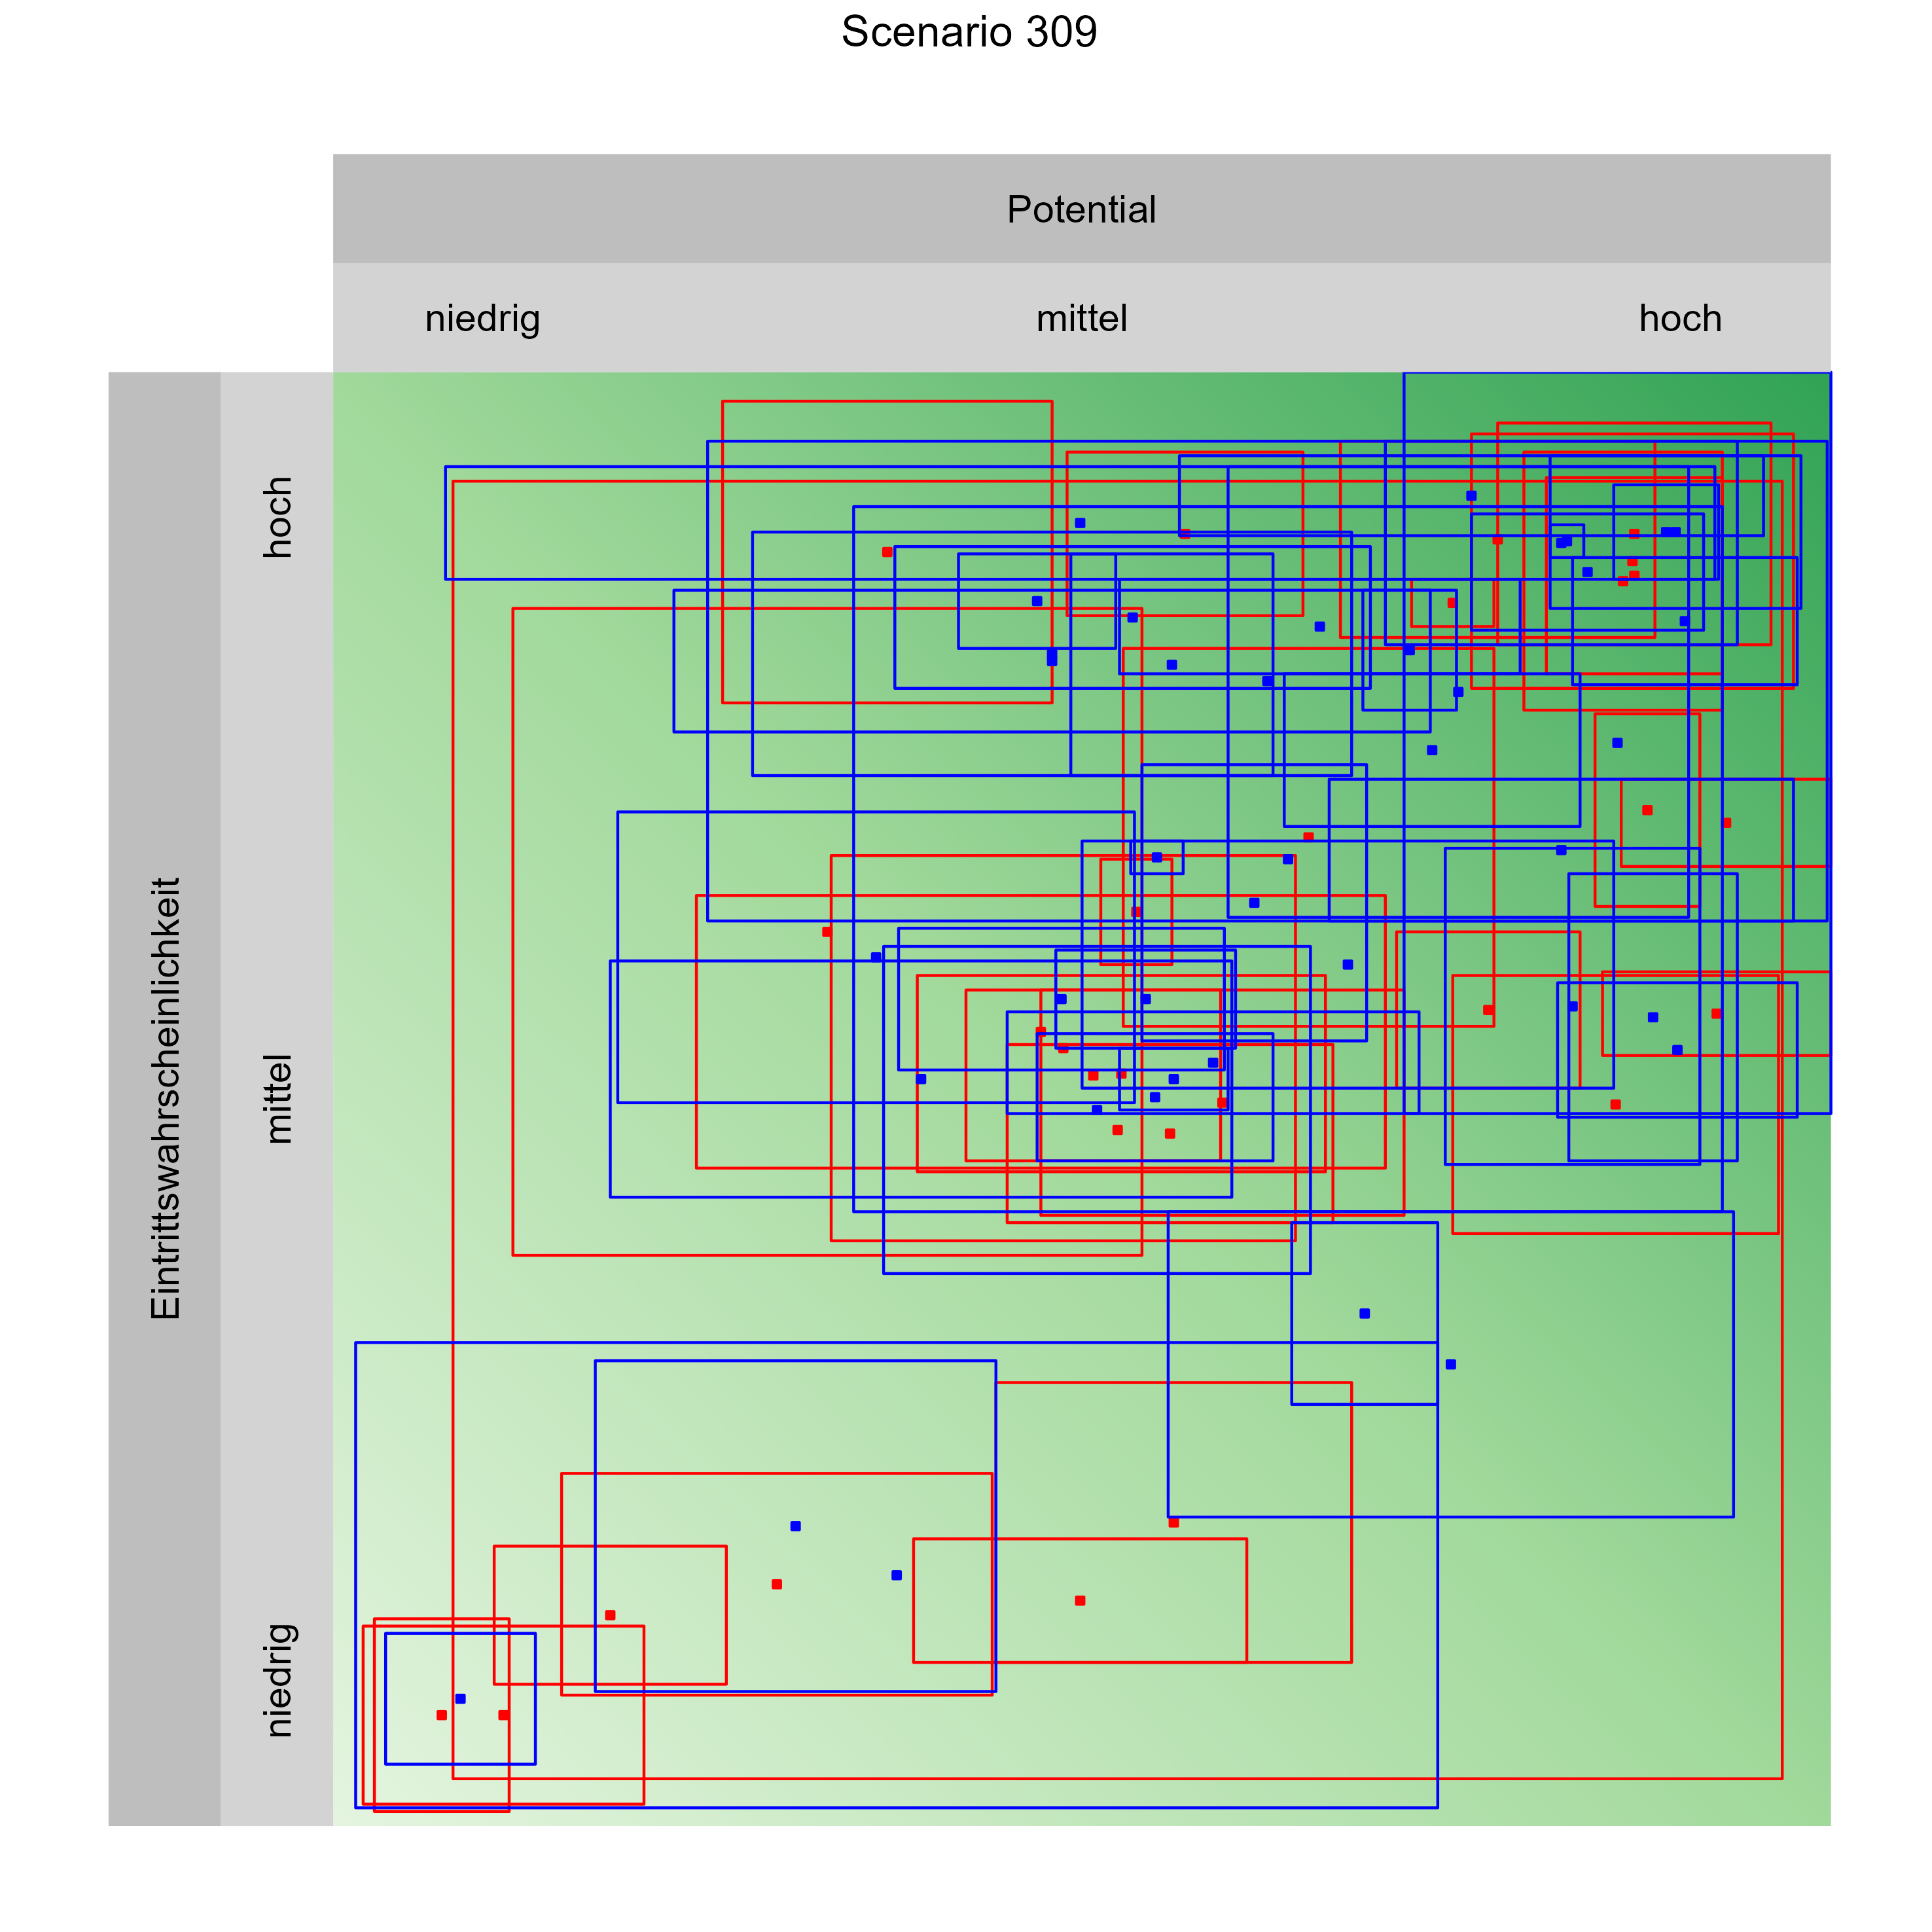 Scenario 309
Potential
niedrig
mittel
hoch
Eintrittswahrscheinlichkeit
hoch
mittel
niedrig